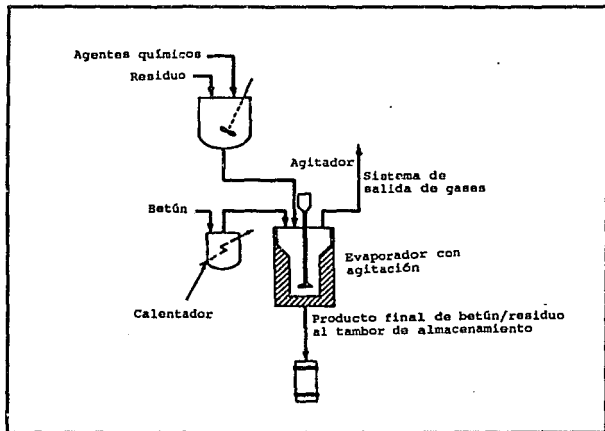 Agentes químicos
Residuo
Agitador
Sistema de
salida de gases
Betún
Evaporador con
agitación
Calentador
Producto final de betún/residuo
al tambor de almacenamiento